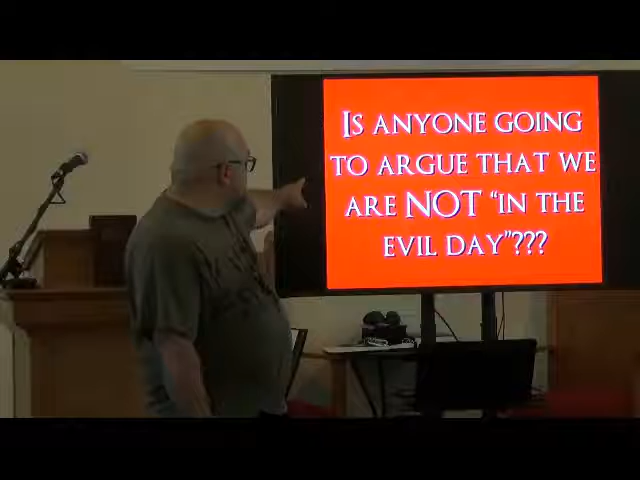 Is anyone going
to argue that we
are NOT “in the
evil day”???